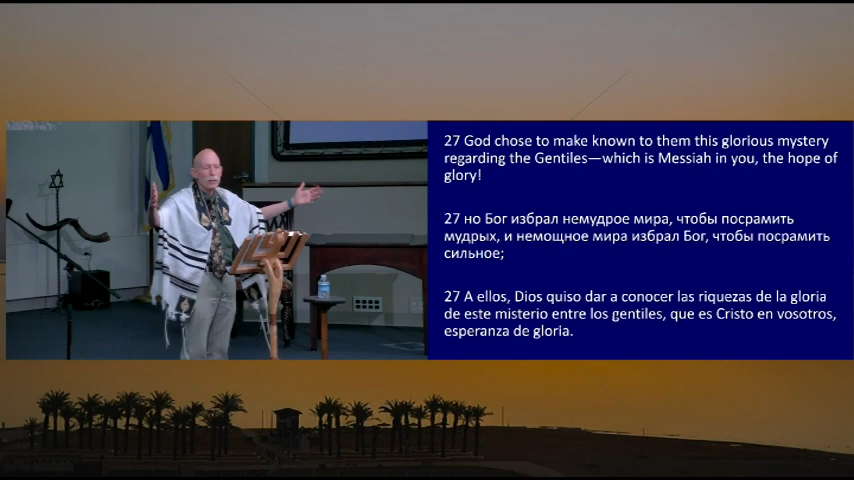 27 God chose to make known to them this glorious mystery
regarding the Gentiles—which is Messiah in you, the hope of
glory!
27 но Бог избрал немудрое мира, чтобы посрамить
мудрых, и немощное мира избрал Бог, чтобы посрамить
сильное;
27 A ellos, Dios quiso dar a conocer las riquezas de la gloria
de este misterio entre los gentiles, que es Cristo en vosotros,
esperanza de gloria.